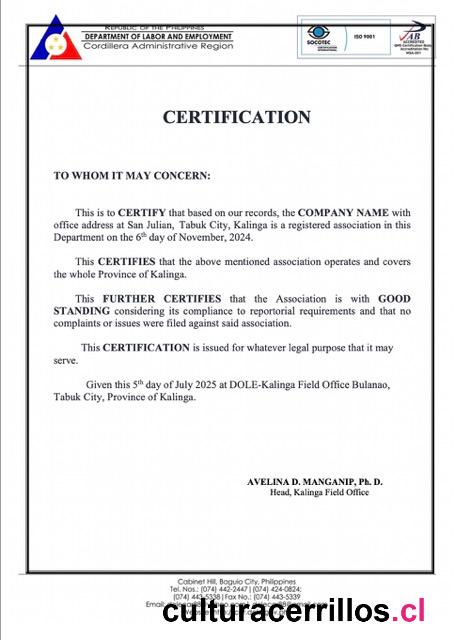 REPUBLIC OF THE PHILIPPINES
DEPARTMENT OF LABOR AND EMPLOYMENT
Cordillera Administrative Region
SOCOTEC
CERTIFICATION
INTERNATIONAL
ISO 9001
AB
ACCREDITED
CERTIFICATION
TO WHOM IT MAY CONCERN:
This is to CERTIFY that based on our records, the COMPANY NAME with
office address at San Julian, Tabuk City, Kalinga is a registered association in this
Department on the 6th day of November, 2024.
This CERTIFIES that the above mentioned association operates and covers
the whole Province of Kalinga.
This FURTHER CERTIFIES that the Association is with GOOD
STANDING considering its compliance to reportorial requirements and that no
complaints or issues were filed against said association.
This CERTIFICATION is issued for whatever legal purpose that it may
serve.
Given this 5th day of July 2025 at DOLE-Kalinga Field Office Bulanao,
Tabuk City, Province of Kalinga.
AVELINA D. MANGANIP, Ph. D.
Head, Kalinga Field Office
Cabinet Hill, Baguio City, Philippines
Tel. Nos.: (074) 442-2447 | (074) 424-0824;
(074) 443-5338 | Fax No.: (074) 443-5339
Email:
culturacerrillos.cl